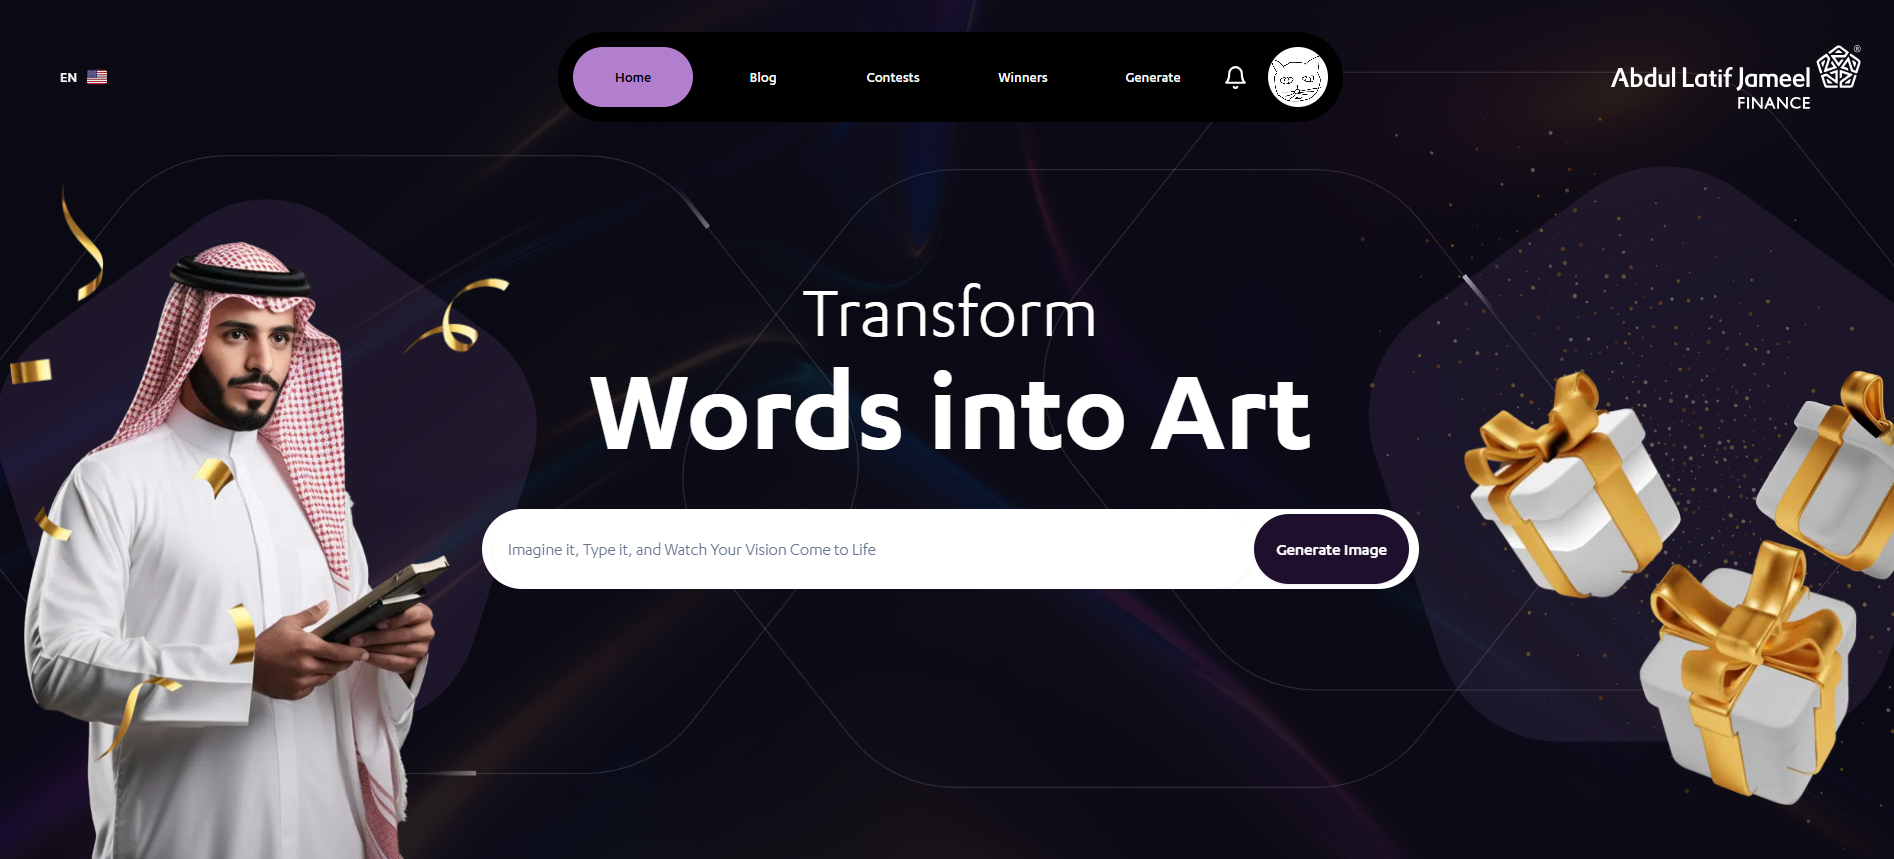 EN
Home
Blog
Contests
Winners
Generate
Abdul Latif Jameel ®
FINANCE
Transform
Words into Art
Imagine it, Type it, and Watch Your Vision Come to Life
Generate Image